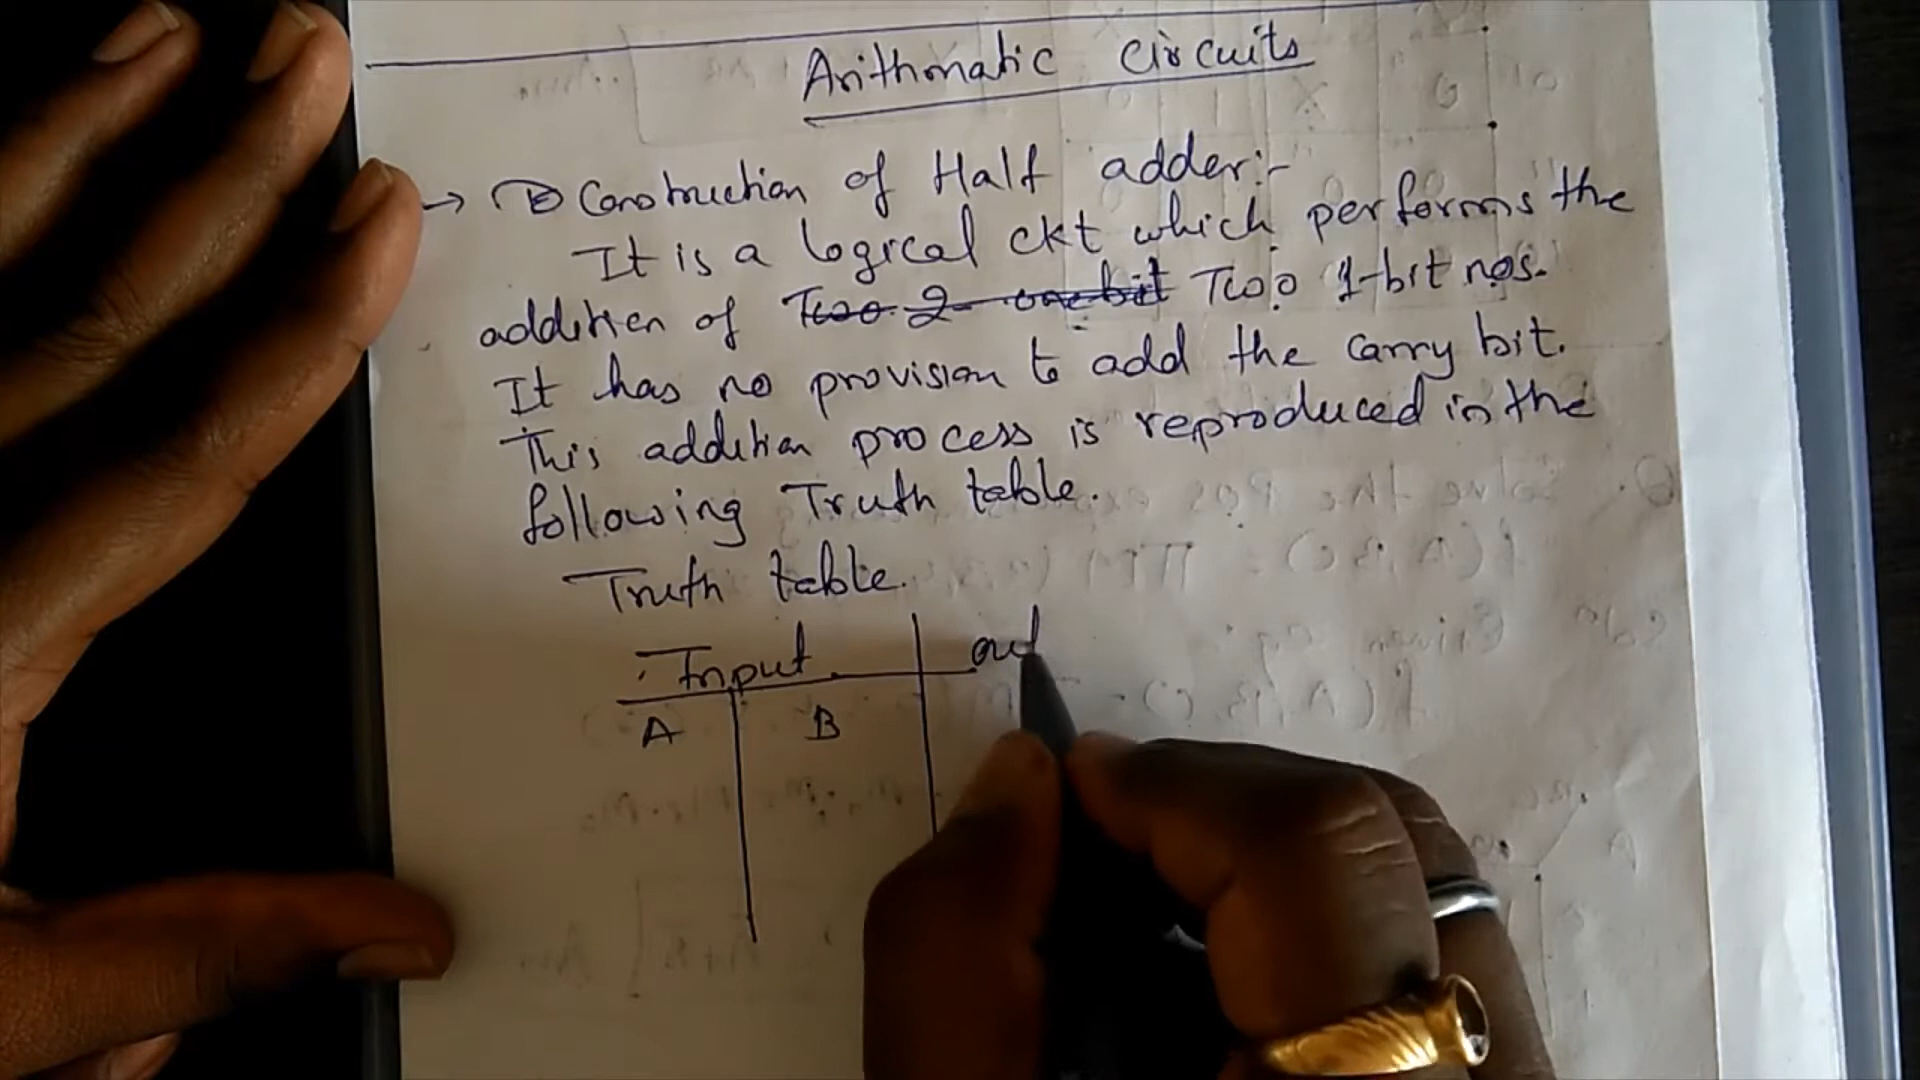 Arithmatic Circuits
→ Construction of Half adder:-
It is a logical ckt which performs the
addition of Two 2 one bit Two 1-bit nos.
It has no provision to add the carry bit.
This addition process is reproduced in the
following Truth table.
Truth table.
Input out
A B